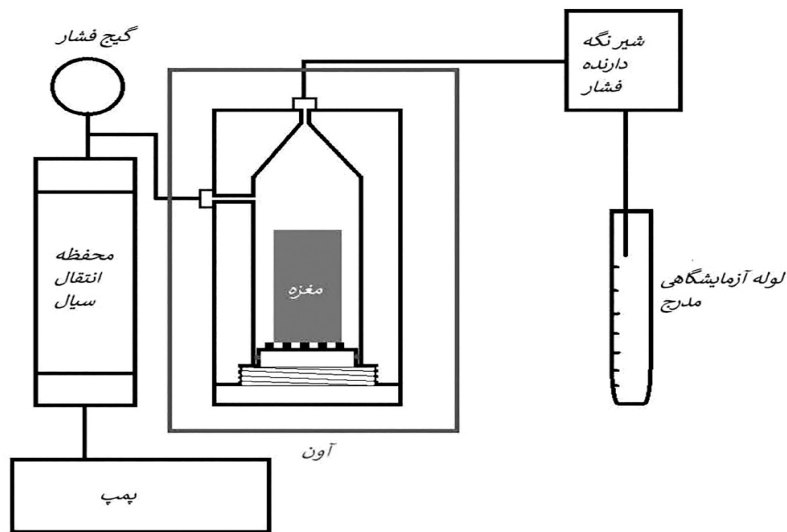 گیج فشار
شیر نگه
دارنده
فشار
محفظه
انتقال
سیال
مغزه
لوله آزمایشگاهی
مدرج
آون
پمپ